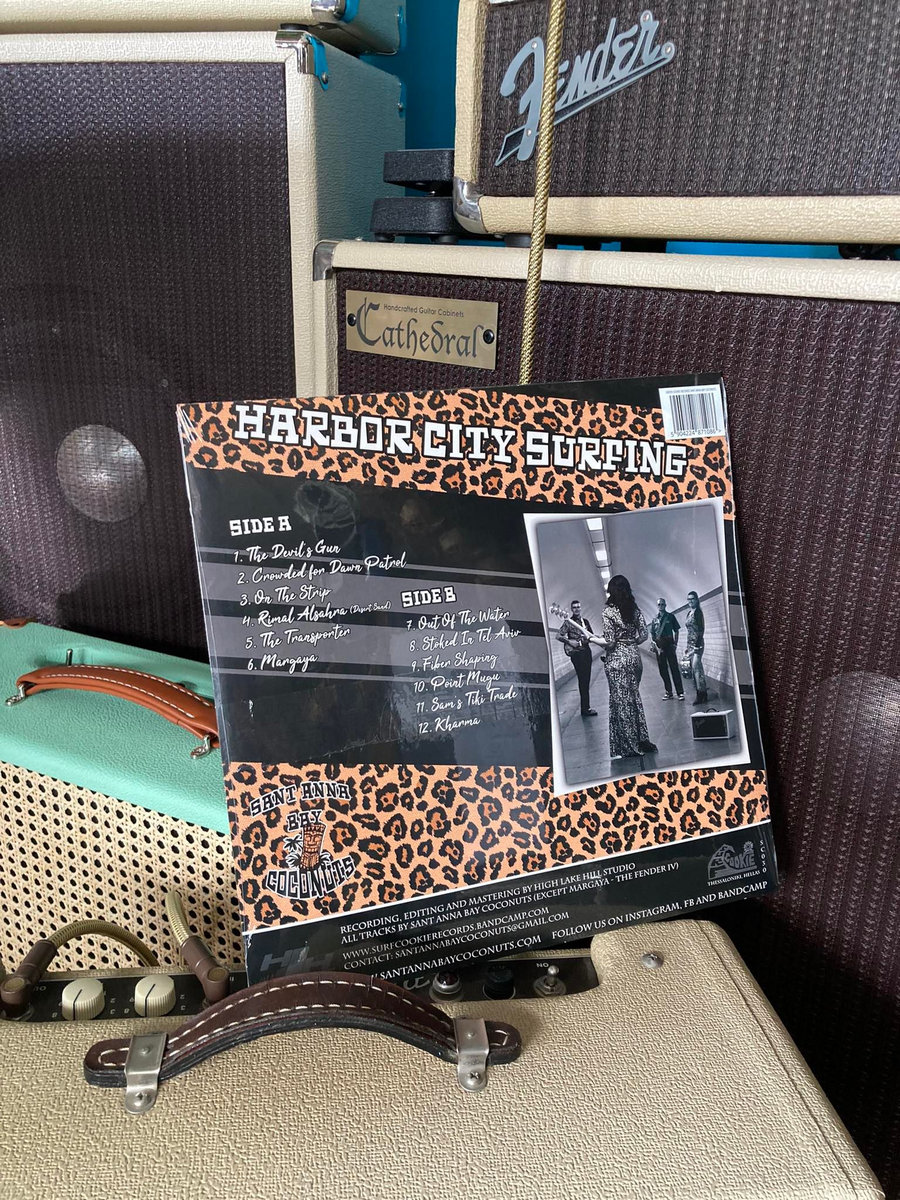 Fender
Handcrafted Guitar Cabinets
Cathedral
HARBOR CITY SURFING
SIDE A
1. The Devil's Gun
2. Crowded for Dawn Patrol
3. On The Strip
4. Rimal Alsahra (Desert Sand)
5. The Transporter
6. Margaya
SIDE B
7. Out Of The Water
8. Stoked In Tel Aviv
9. Fiber Shaping
10. Point Mugu
11. Sam's Tiki Trade
12. Kharma
SANT ANNA
BAY
COCONUTS
COOKIE
THESSALONIKI, HELLAS
SC030
RECORDING, EDITING AND MASTERING BY HIGH LAKE HILL STUDIO
ALL TRACKS BY SANT ANNA BAY COCONUTS (EXCEPT MARGAYA - THE FENDER IV)
WWW.SURFCOOKIERECORDS.BANDCAMP.COM
CONTACT: SANTANNABAYCOCONUTS@GMAIL.COM
SANTANNABAYCOCONUTS.COM FOLLOW US ON INSTAGRAM, FB AND BANDCAMP
ON